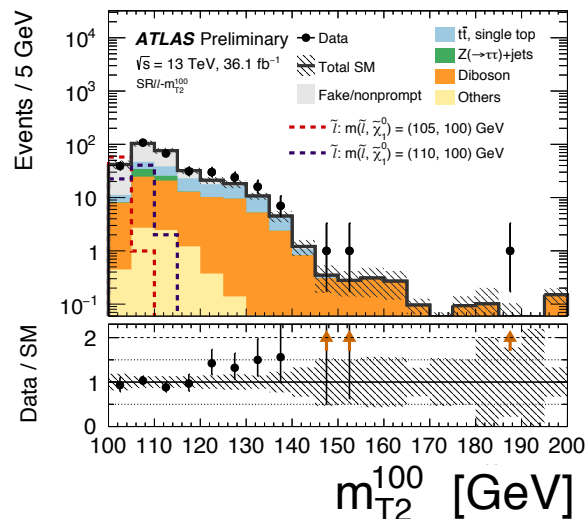 Events / 5 GeV
10³
10²
10
1
10⁻¹
ATLAS Preliminary
√s = 13 TeV, 36.1 fb⁻¹
SR//-m_T2^100
Data
Total SM
Fake/nonprompt
tt̄, single top
Z(→ττ)+jets
Diboson
Others
l̃: m(l̃, χ̃₁⁰) = (105, 100) GeV
l̃: m(l̃, χ̃₁⁰) = (110, 100) GeV
Data / SM
2
1
0
100 110 120 130 140 150 160 170 180 190 200
m_T2^100 [GeV]